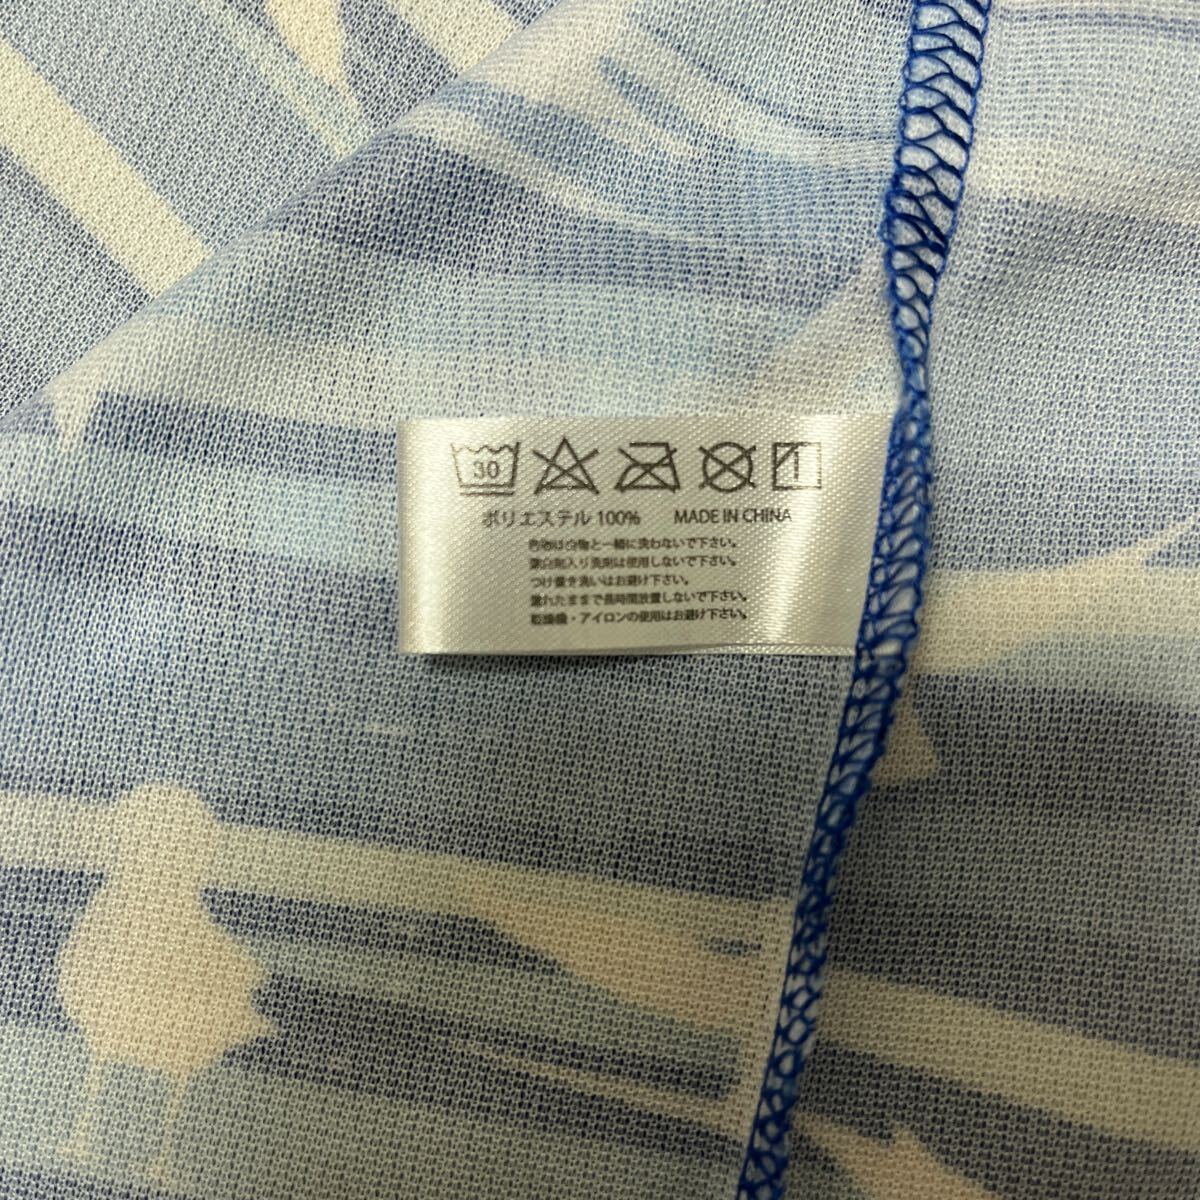 30
ポリエステル 100% MADE IN CHINA
色物は白物と一緒に洗わないで下さい。
蛍白剤入り洗剤は使用しないで下さい。
つけ置き洗いはお避け下さい。
濡れたままで長時間放置しないで下さい。
乾燥機・アイロンの使用はお避け下さい。